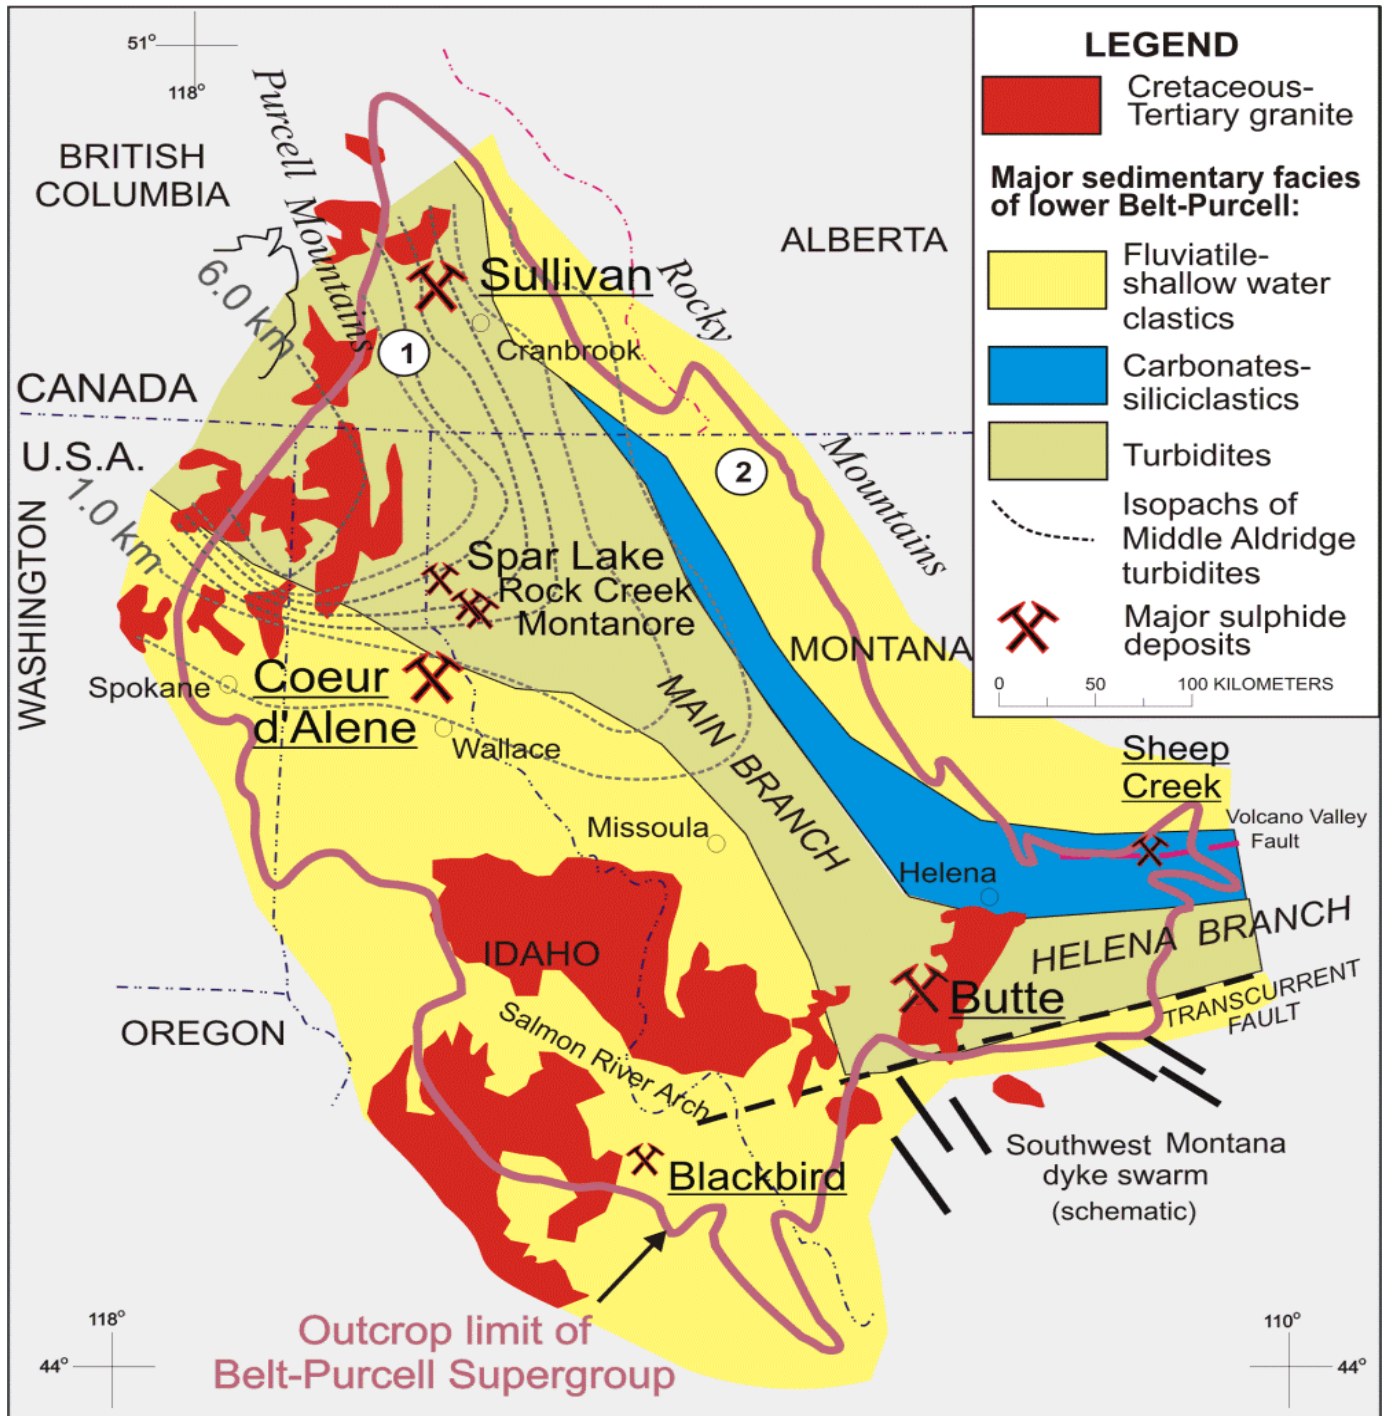 51°
118°
BRITISH
COLUMBIA
Purcell Mountains
ALBERTA
Rocky
Mountains
6.0 km
Sullivan
1
Cranbrook
CANADA
U.S.A.
1.0 km
WASHINGTON
2
Spar Lake
Rock Creek
Montanore
MONTANA
Coeur
d'Alene
Spokane
Wallace
MAIN BRANCH
Missoula
Helena
Sheep
Creek
Volcano Valley
Fault
HELENA BRANCH
TRANSCURRENT
FAULT
IDAHO
Butte
OREGON
Salmon River Arch
Blackbird
Southwest Montana
dyke swarm
(schematic)
Outcrop limit of
Belt-Purcell Supergroup
118°
44°
110°
44°
LEGEND
Cretaceous-
Tertiary granite
Major sedimentary facies
of lower Belt-Purcell:
Fluviatile-
shallow water
clastics
Carbonates-
siliciclastics
Turbidites
Isopachs of
Middle Aldridge
turbidites
Major sulphide
deposits
0 50 100 KILOMETERS